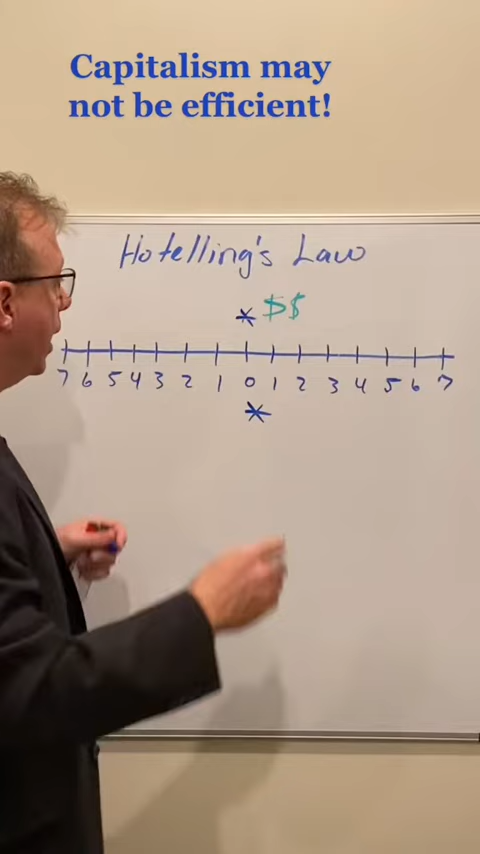 Capitalism may
not be efficient!
Hotelling's Law
* $$
7 6 5 4 3 2 1 0 1 2 3 4 5 6 7
*